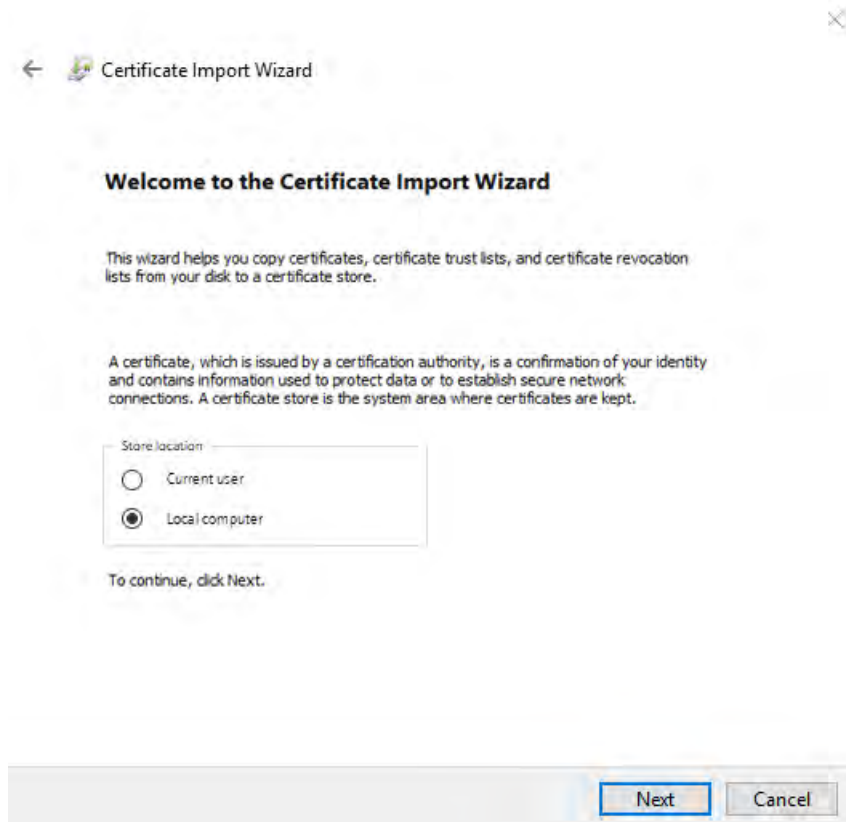 Certificate Import Wizard
Welcome to the Certificate Import Wizard
This wizard helps you copy certificates, certificate trust lists, and certificate revocation
lists from your disk to a certificate store.
A certificate, which is issued by a certification authority, is a confirmation of your identity
and contains information used to protect data or to establish secure network
connections. A certificate store is the system area where certificates are kept.
Store location
Current user
Local computer
To continue, click Next.
Next Cancel